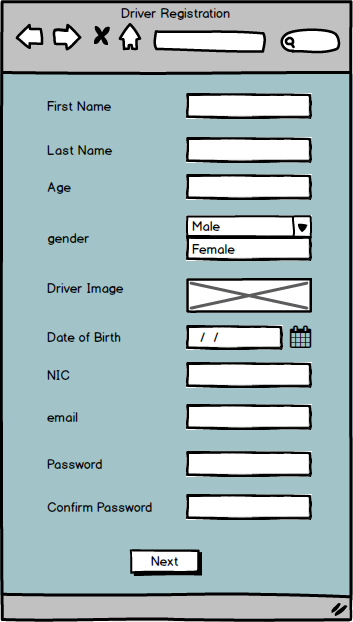 Driver Registration
First Name
Last Name
Age
gender
Male
Female
Driver Image
Date of Birth
/ /
NIC
email
Password
Confirm Password
Next